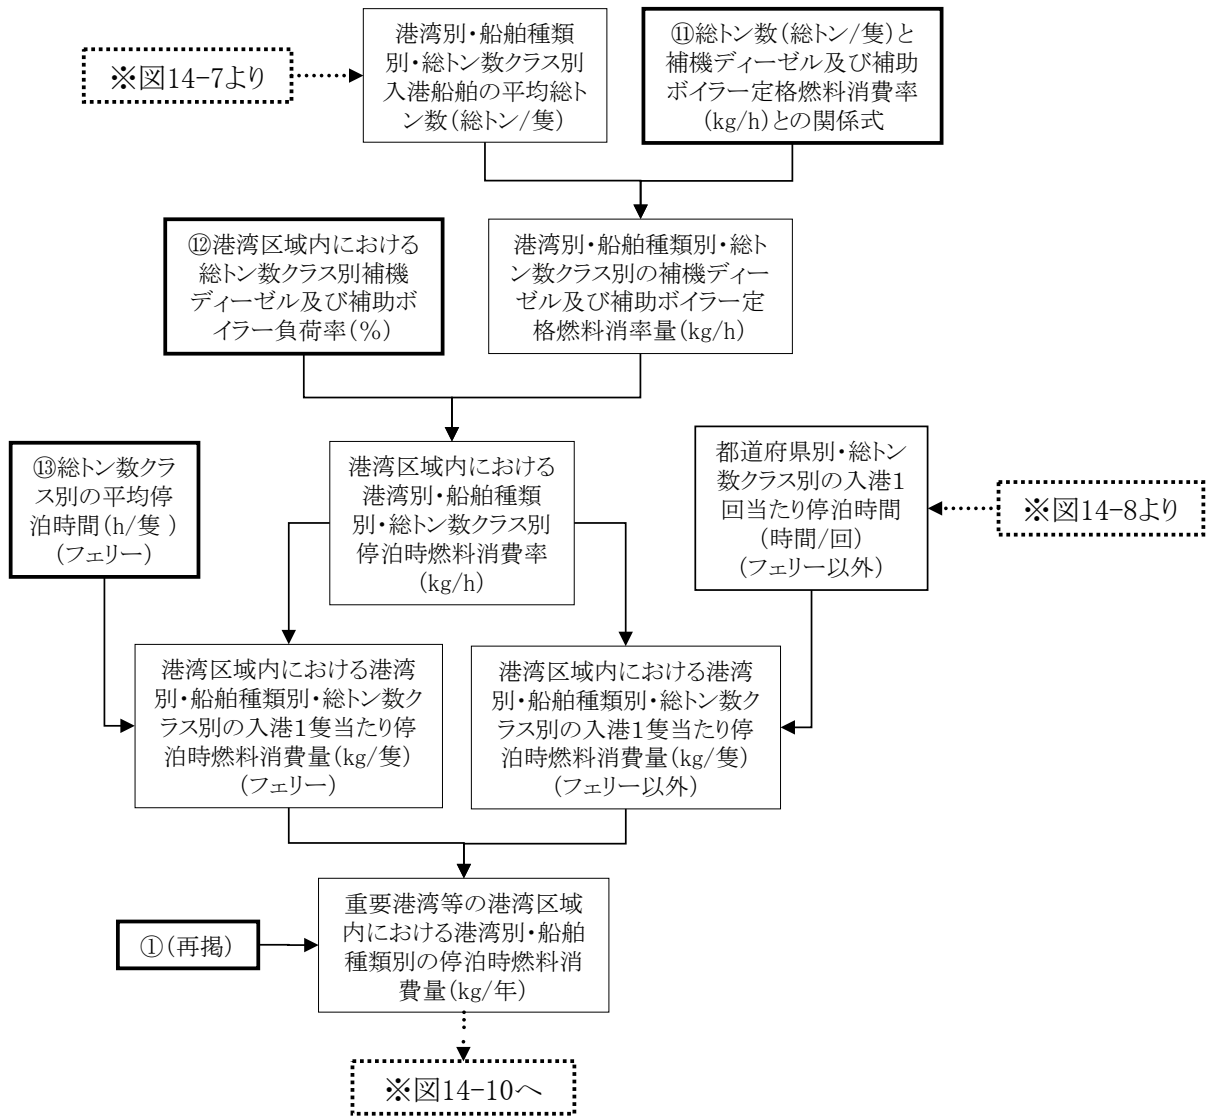 港湾別・船舶種類
別・総トン数クラス別
入港船舶の平均総ト
ン数(総トン/隻)
⑪総トン数(総トン/隻)と
補機ディーゼル及び補助
ボイラー定格燃料消費率
(kg/h)との関係式
※図14-7より
⑫港湾区域内における
総トン数クラス別補機
ディーゼル及び補助ボ
イラー負荷率(%)
港湾別・船舶種類別・総ト
ン数クラス別の補機ディー
ゼル及び補助ボイラー定
格燃料消率量(kg/h)
⑬総トン数クラ
ス別の平均停
泊時間(h/隻 )
(フェリー)
港湾区域内における
港湾別・船舶種類
別・総トン数クラス別
停泊時燃料消費率
(kg/h)
都道府県別・総トン
数クラス別の入港1
回当たり停泊時間
(時間/回)
(フェリー以外)
※図14-8より
港湾区域内における港湾
別・船舶種類別・総トン数ク
ラス別の入港1隻当たり停
泊時燃料消費量(kg/隻)
(フェリー)
港湾区域内における港湾
別・船舶種類別・総トン数ク
ラス別の入港1隻当たり停
泊時燃料消費量(kg/隻)
(フェリー以外)
①(再掲)
重要港湾等の港湾区域
内における港湾別・船舶
種類別の停泊時燃料消
費量(kg/年)
※図14-10へ